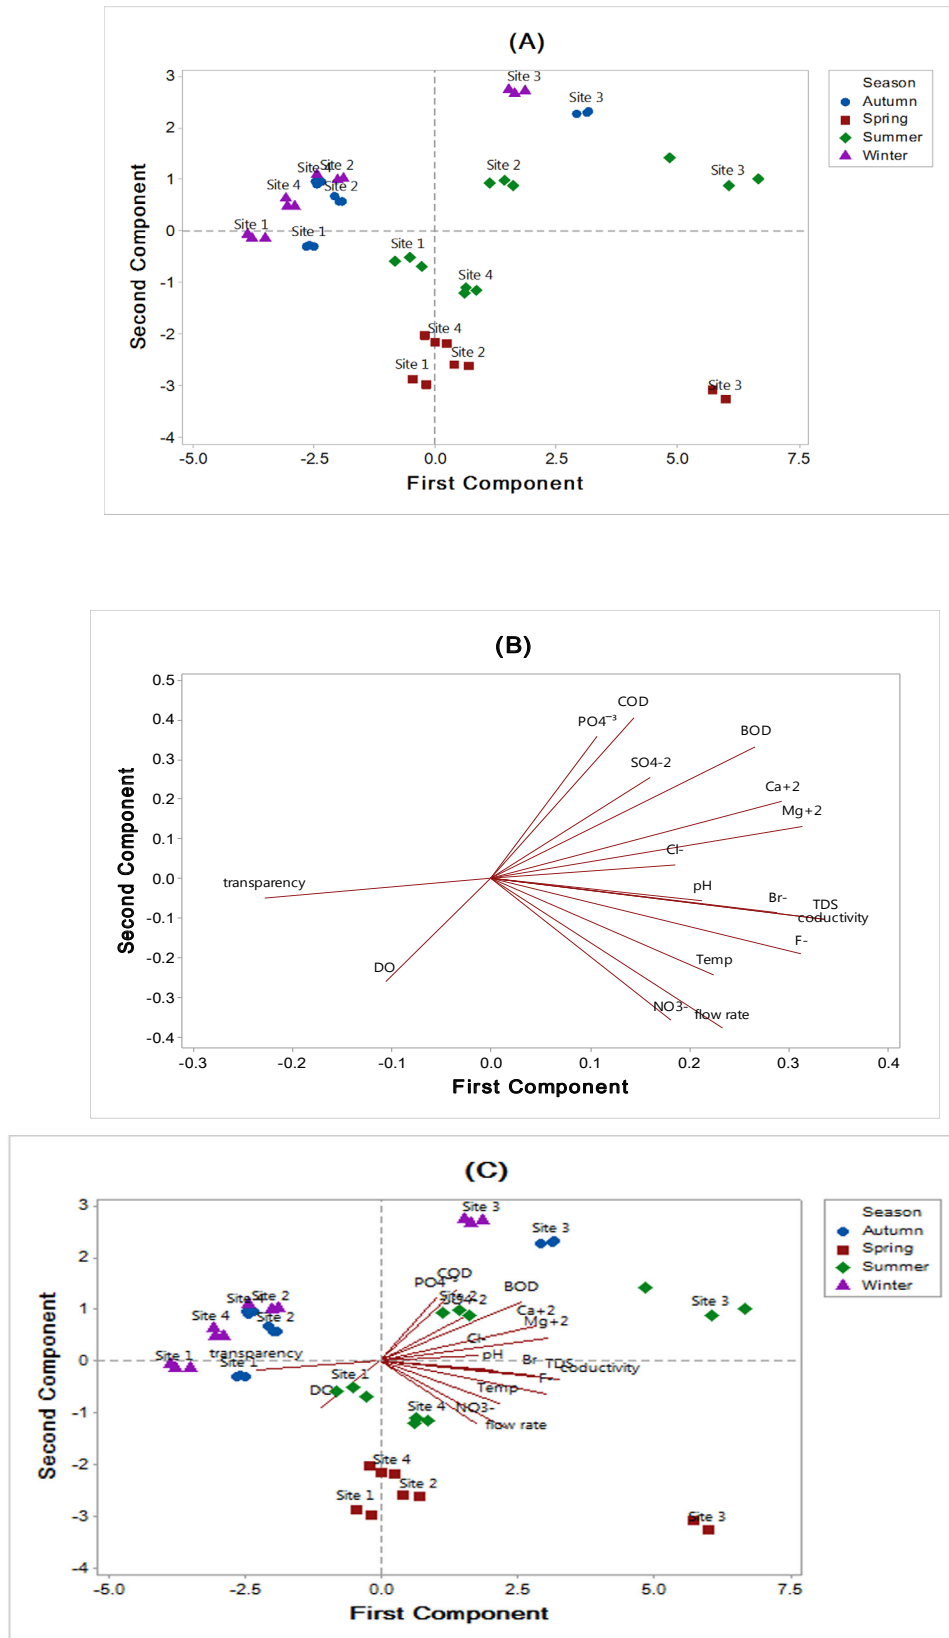 (A)
Site 3
Site 3
Site 4
Site 2
Site 2
Site 4
Site 2
Site 3
Site 1
Site 1
Site 1
Site 4
Site 4
Site 2
Site 1
Site 3
3
2
1
0
-1
-2
-3
-4
-5.0
-2.5
0.0
2.5
5.0
7.5
Second Component
First Component
Season
Autumn
Spring
Summer
Winter
(B)
COD
PO4⁻³
BOD
SO4-2
Ca+2
Mg+2
Cl-
transparency
pH
Br-
TDS
coductivity
F-
Temp
DO
NO3-
flow rate
0.5
0.4
0.3
0.2
0.1
0.0
-0.1
-0.2
-0.3
-0.4
-0.3
-0.2
-0.1
0.0
0.1
0.2
0.3
0.4
Second Component
First Component
(C)
Site 3
Site 3
COD
PO4⁻³
BOD
Site 4
Site 2
Site 2
SO4-2
Site 3
Ca+2
Site 4
Site 2
Mg+2
Cl-
Site 1
transparency
pH
Site 1
Br-
TDS
coductivity
Site 1
F-
DO
Temp
Site 4
NO3-
flow rate
Site 4
Site 2
Site 1
Site 3
3
2
1
0
-1
-2
-3
-4
-5.0
-2.5
0.0
2.5
5.0
7.5
Second Component
First Component
Season
Autumn
Spring
Summer
Winter